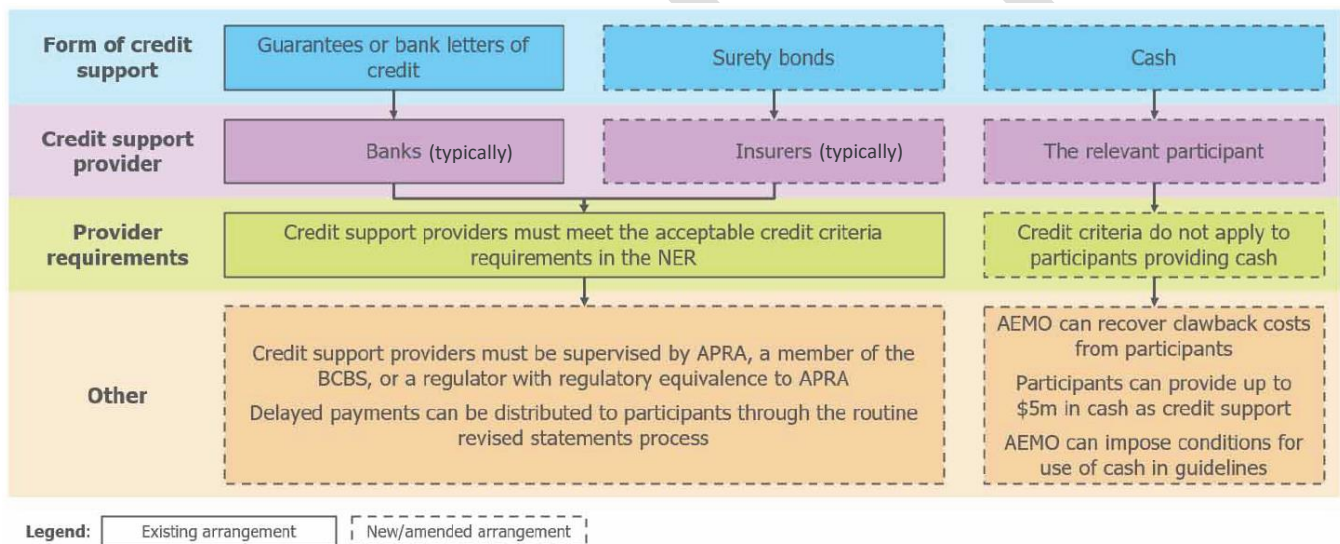 Form of credit
support
Guarantees or bank letters of
credit
Surety bonds
Cash
Credit support
provider
Banks (typically)
Insurers (typically)
The relevant participant
Provider
requirements
Credit support providers must meet the acceptable credit criteria
requirements in the NER
Credit criteria do not apply to
participants providing cash
Other
Credit support providers must be supervised by APRA, a member of the
BCBS, or a regulator with regulatory equivalence to APRA
Delayed payments can be distributed to participants through the routine
revised statements process
AEMO can recover clawback costs
from participants
Participants can provide up to
$5m in cash as credit support
AEMO can impose conditions for
use of cash in guidelines
Legend:
Existing arrangement
New/amended arrangement